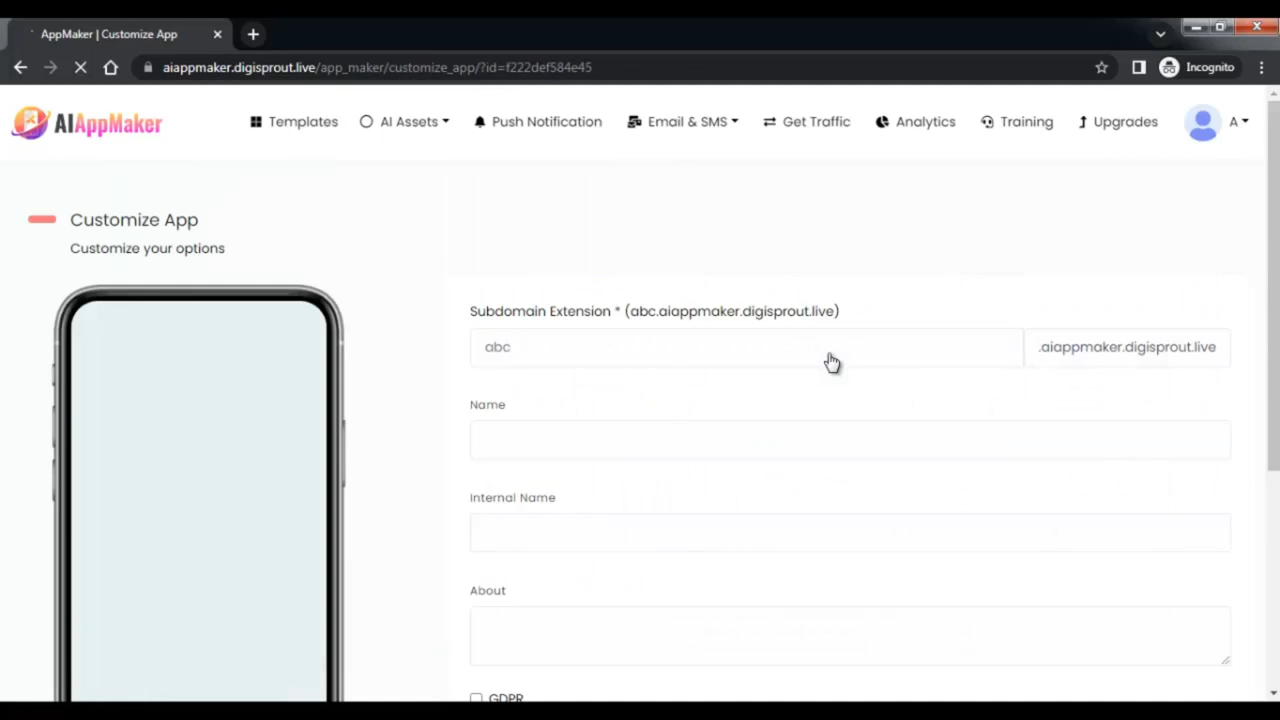 AppMaker | Customize App
aiappmaker.digisprout.live/app_maker/customize_app/?id=f222def584e45
Incognito
AIAppMaker
Templates
AI Assets
Push Notification
Email & SMS
Get Traffic
Analytics
Training
Upgrades
A
Customize App
Customize your options
Subdomain Extension * (abc.aiappmaker.digisprout.live)
abc
.aiappmaker.digisprout.live
Name
Internal Name
About
GDPR